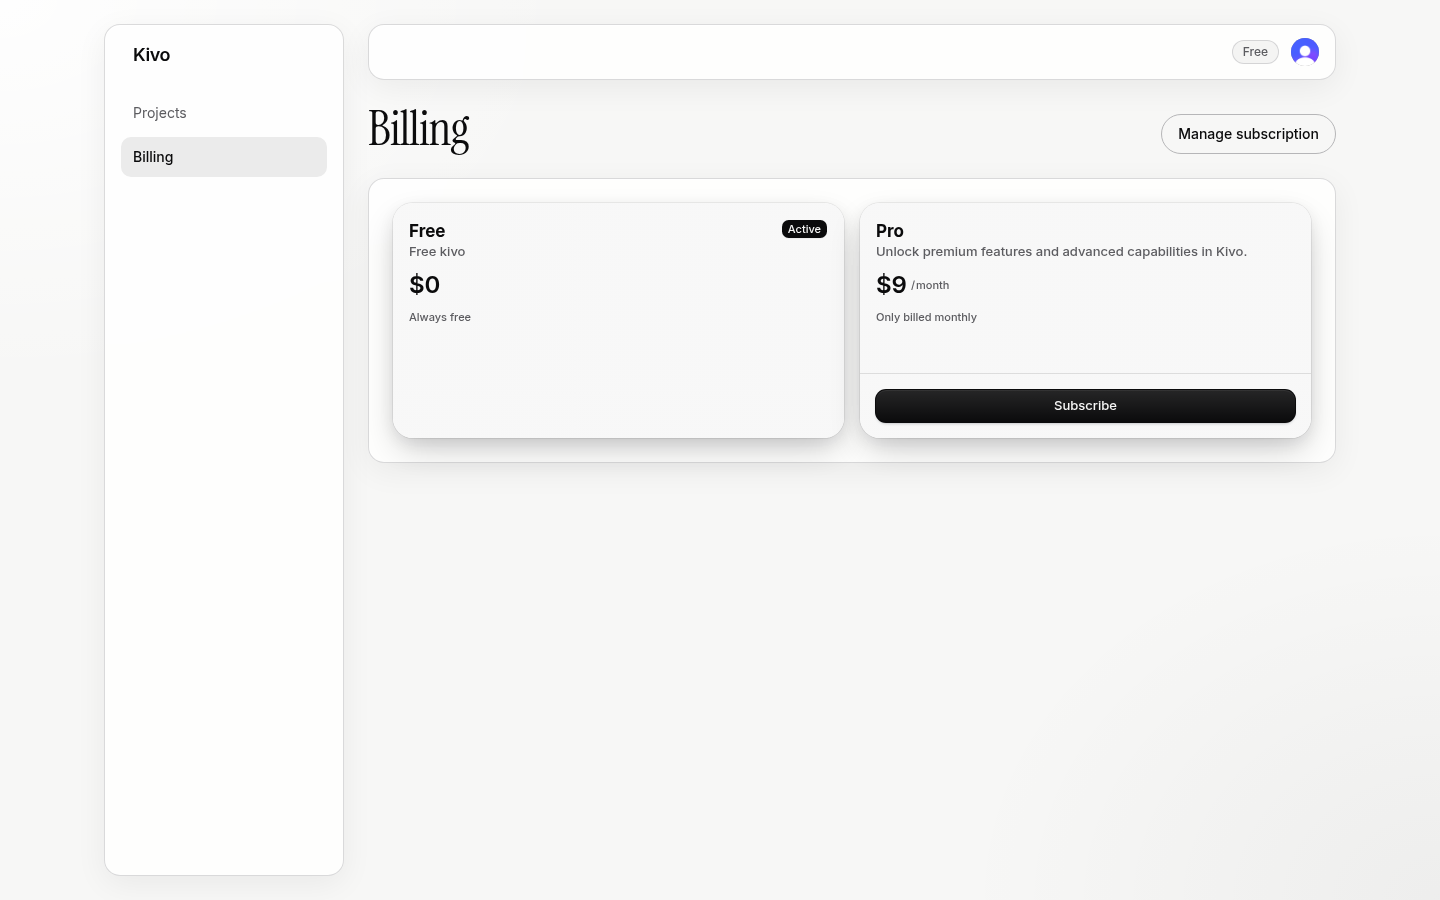 Kivo
Projects
Billing
Free
Billing
Manage subscription
Free
Active
Free kivo
$0
Always free
Pro
Unlock premium features and advanced capabilities in Kivo.
$9 /month
Only billed monthly
Subscribe